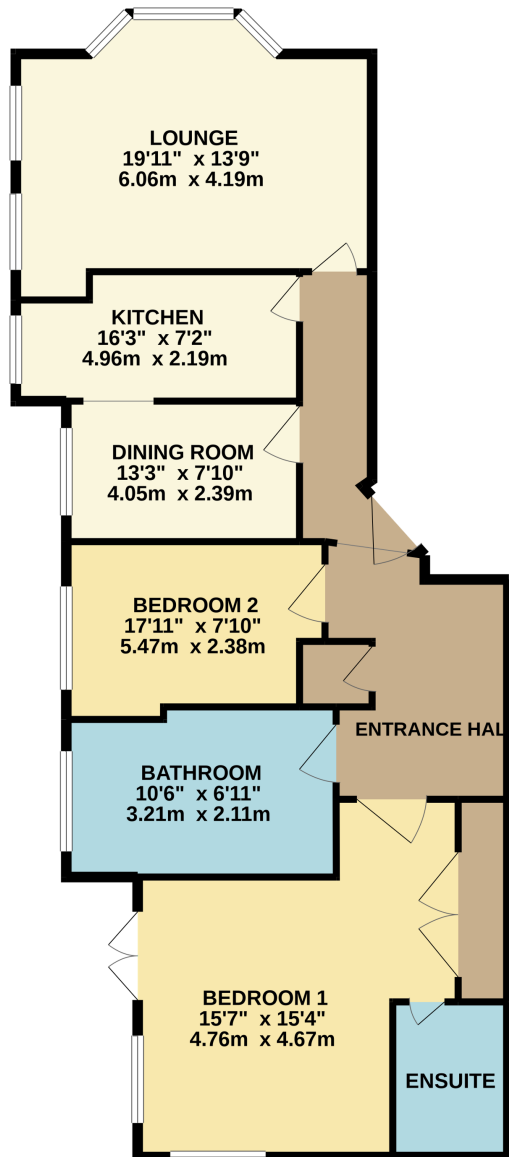 LOUNGE
19'11" x 13'9"
6.06m x 4.19m
KITCHEN
16'3" x 7'2"
4.96m x 2.19m
DINING ROOM
13'3" x 7'10"
4.05m x 2.39m
BEDROOM 2
17'11" x 7'10"
5.47m x 2.38m
ENTRANCE HAL
BATHROOM
10'6" x 6'11"
3.21m x 2.11m
BEDROOM 1
15'7" x 15'4"
4.76m x 4.67m
ENSUITE